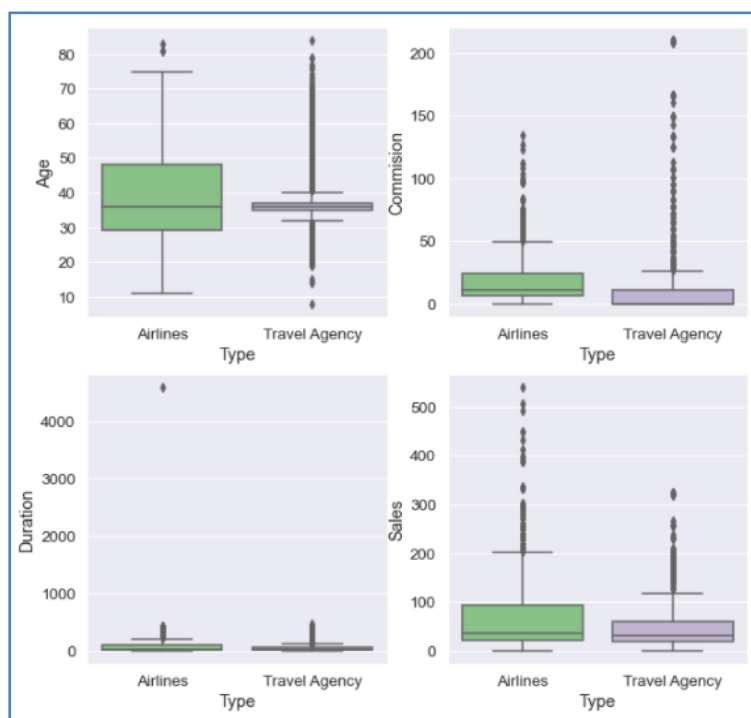 80
70
60
50
40
30
20
10
Age
Airlines
Travel Agency
Type
200
150
100
50
0
Commision
Airlines
Travel Agency
Type
4000
3000
2000
1000
0
Duration
Airlines
Travel Agency
Type
500
400
300
200
100
0
Sales
Airlines
Travel Agency
Type